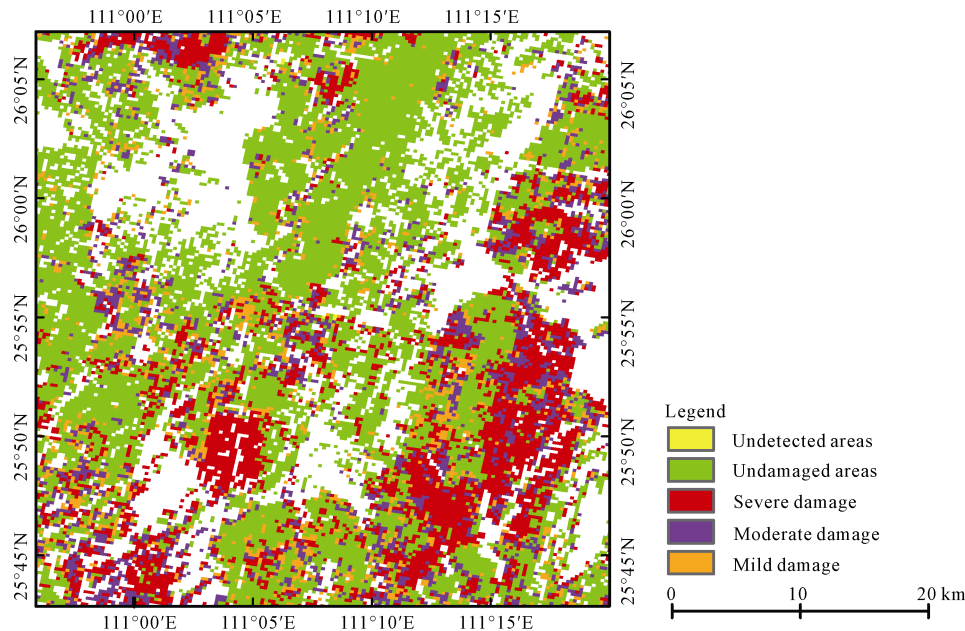 111°00′E 111°05′E 111°10′E 111°15′E
26°05′N 26°05′N
26°00′N 26°00′N
25°55′N 25°55′N
25°50′N 25°50′N
25°45′N 25°45′N
111°00′E 111°05′E 111°10′E 111°15′E
Legend
Undetected areas
Undamaged areas
Severe damage
Moderate damage
Mild damage
0 10 20 km